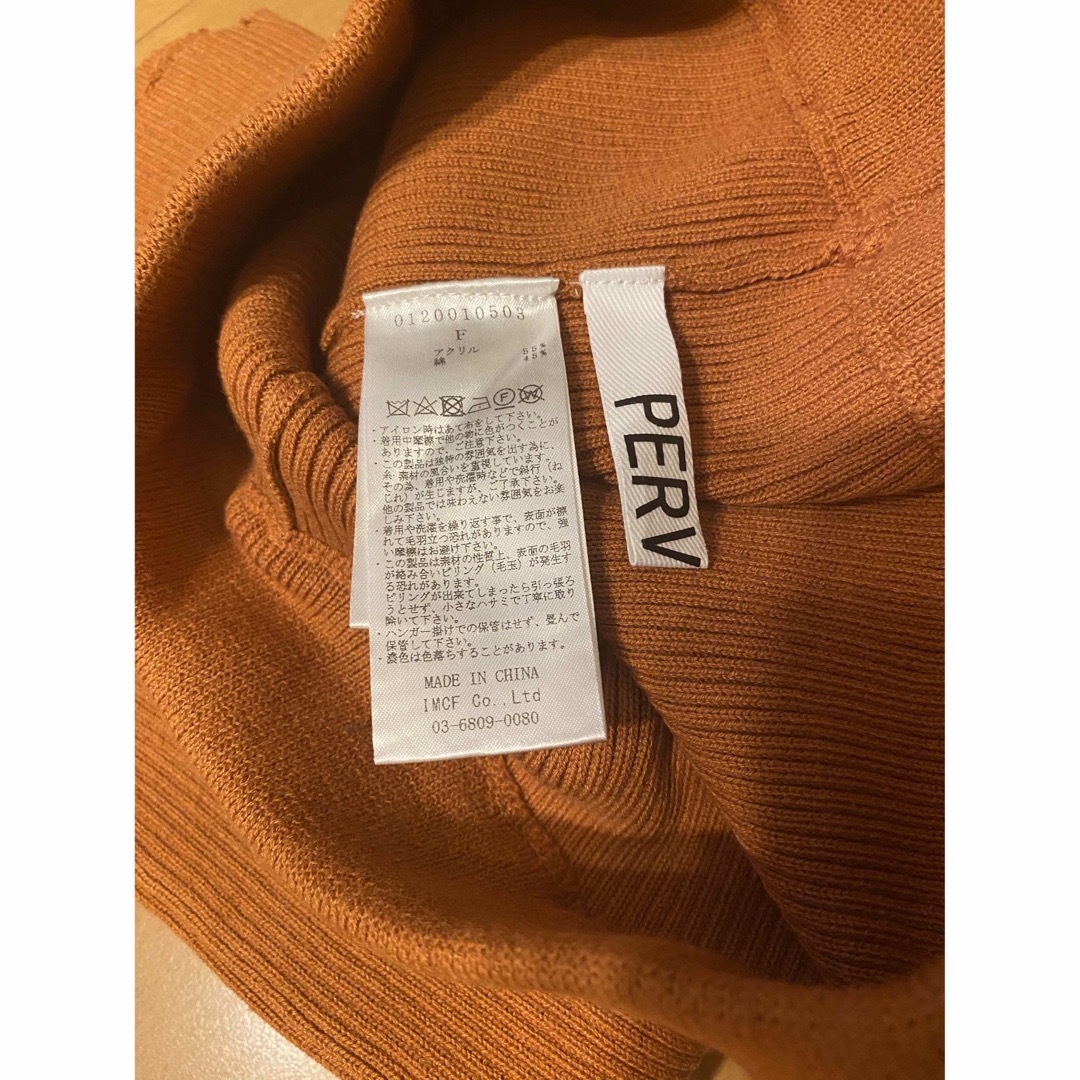 0120010503
F
アクリル 55%
綿 45%
F
W
・アイロン時はあて布をして下さい。
・着用中摩擦で他の物に色がつくことが
ありますので、ご注意下さい。
・この製品は独特の雰囲気を出す為に、
糸・素材の風合いを重視しています。
その為、着用や洗濯時などで斜行（ね
じれ）が生じますが、ご了承下さい。
他の製品では味わえない雰囲気をお楽
しみ下さい。
・着用や洗濯を繰り返す事で、表面が擦
れて毛羽立つ恐れがありますので、強
い摩擦はお避け下さい。
・この製品は素材の性質上、表面の毛羽
が絡み合いピリング（毛玉）が発生す
る恐れがあります。
ピリングが出来てしまったら引っ張ろ
うとせず、小さなハサミで丁寧に取り
除いて下さい。
・ハンガー掛けでの保管はせず、畳んで
保管して下さい。
・濃色は色落ちすることがあります。
MADE IN CHINA
IMCF Co.,Ltd
03-6809-0080
PERV